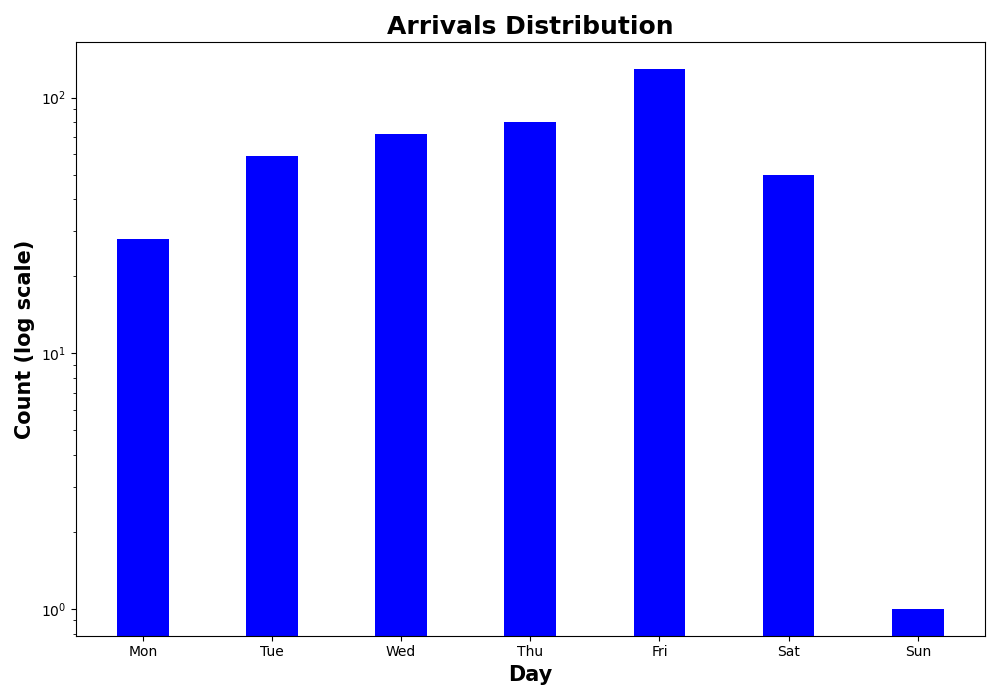 Arrivals Distribution
Count (log scale)
10²
10¹
10⁰
Mon Tue Wed Thu Fri Sat Sun
Day